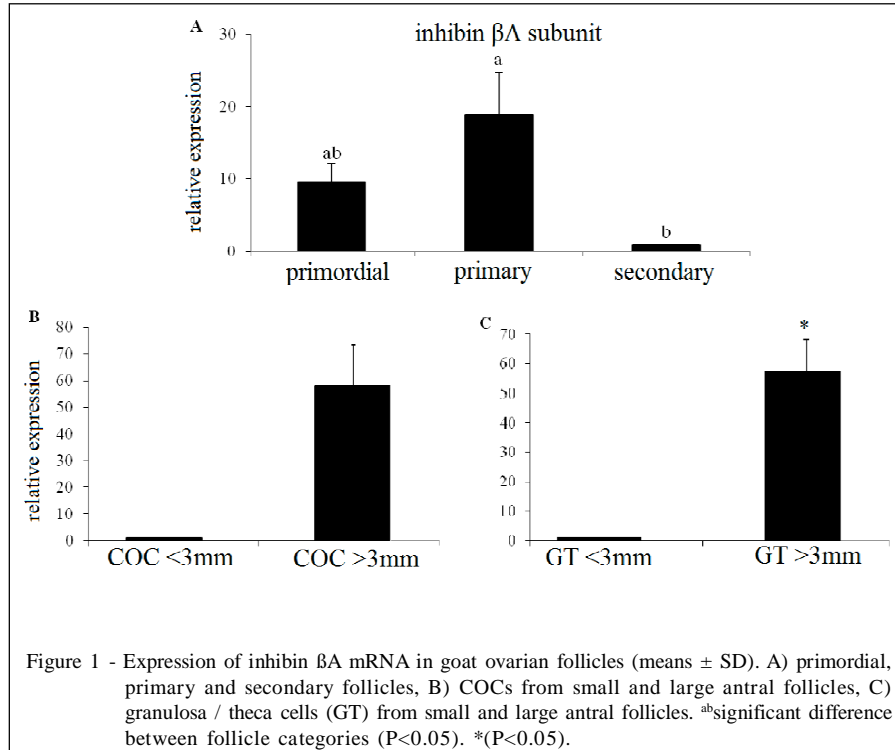 A
inhibin βΛ subunit
relative expression
30
20
10
0
ab
a
b
primordial primary secondary
B
relative expression
80
70
60
50
40
30
20
10
0
COC <3mm COC >3mm
C
70
60
50
40
30
20
10
0
*
GT <3mm GT >3mm
Figure 1 - Expression of inhibin ßA mRNA in goat ovarian follicles (means ± SD). A) primordial,
primary and secondary follicles, B) COCs from small and large antral follicles, C)
granulosa / theca cells (GT) from small and large antral follicles. ᵃᵇsignificant difference
between follicle categories (P<0.05). *(P<0.05).